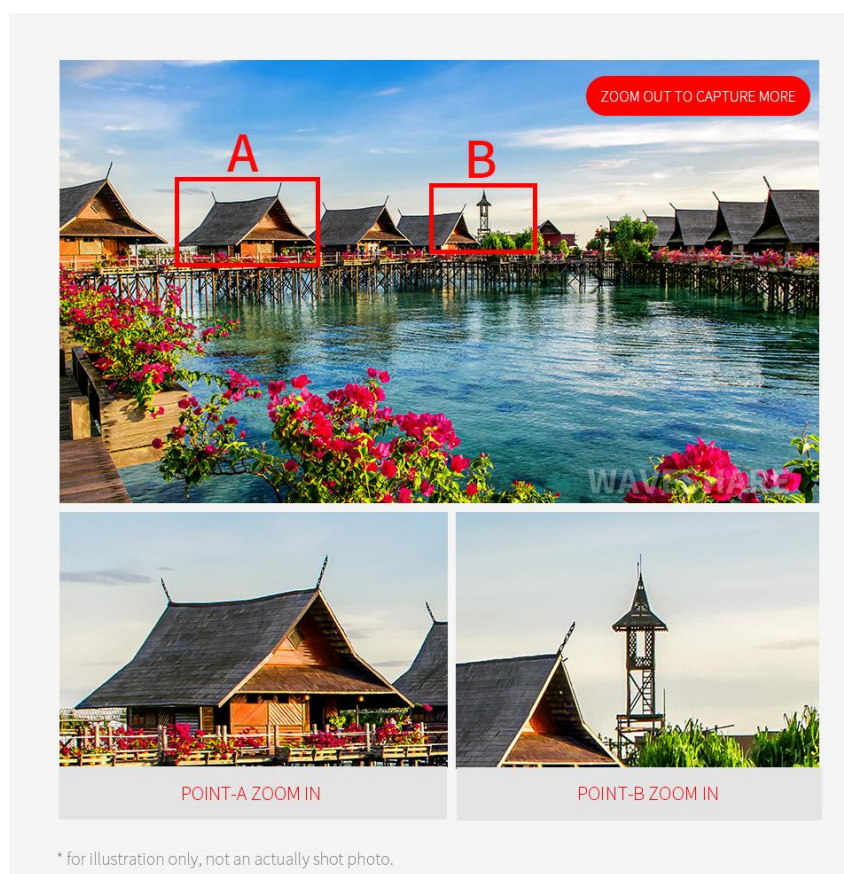 ZOOM OUT TO CAPTURE MORE
A
B
WAVESHARE
POINT-A ZOOM IN
POINT-B ZOOM IN
* for illustration only, not an actually shot photo.